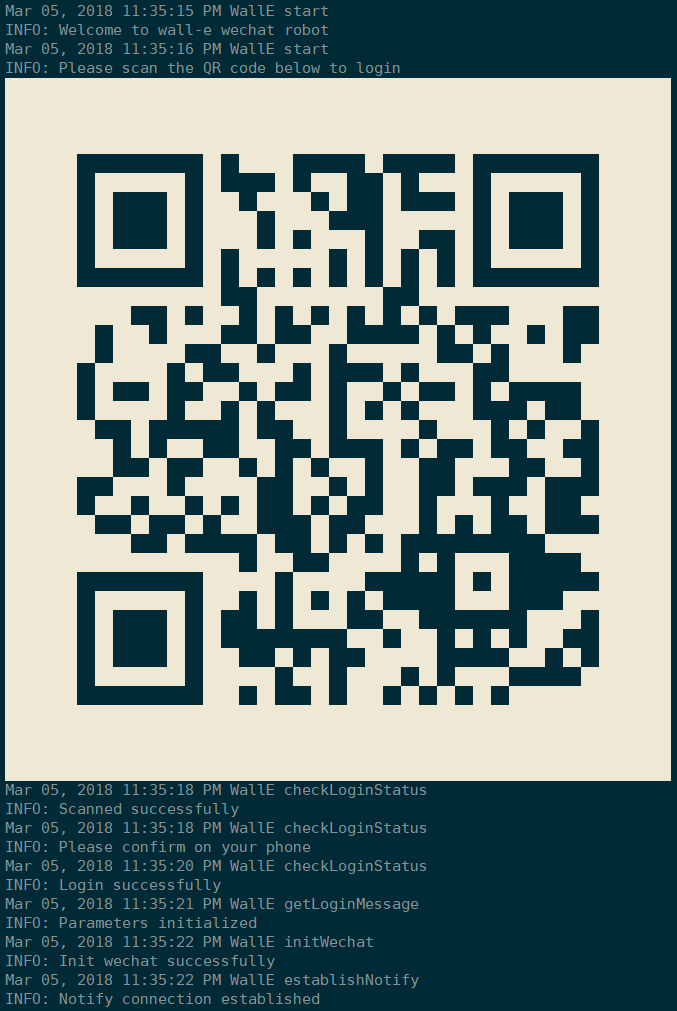 Mar 05, 2018 11:35:15 PM WallE start
INFO: Welcome to wall-e wechat robot
Mar 05, 2018 11:35:16 PM WallE start
INFO: Please scan the QR code below to login
Mar 05, 2018 11:35:18 PM WallE checkLoginStatus
INFO: Scanned successfully
Mar 05, 2018 11:35:18 PM WallE checkLoginStatus
INFO: Please confirm on your phone
Mar 05, 2018 11:35:20 PM WallE checkLoginStatus
INFO: Login successfully
Mar 05, 2018 11:35:21 PM WallE getLoginMessage
INFO: Parameters initialized
Mar 05, 2018 11:35:22 PM WallE initWechat
INFO: Init wechat successfully
Mar 05, 2018 11:35:22 PM WallE establishNotify
INFO: Notify connection established